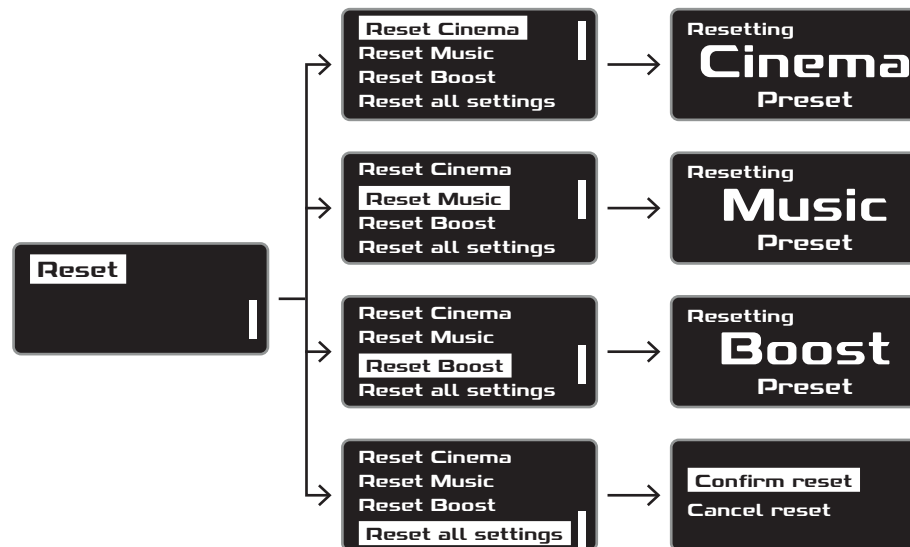 Reset
Reset Cinema
Reset Music
Reset Boost
Reset all settings
Resetting
Cinema
Preset
Reset Cinema
Reset Music
Reset Boost
Reset all settings
Resetting
Music
Preset
Reset Cinema
Reset Music
Reset Boost
Reset all settings
Resetting
Boost
Preset
Reset Cinema
Reset Music
Reset Boost
Reset all settings
Confirm reset
Cancel reset